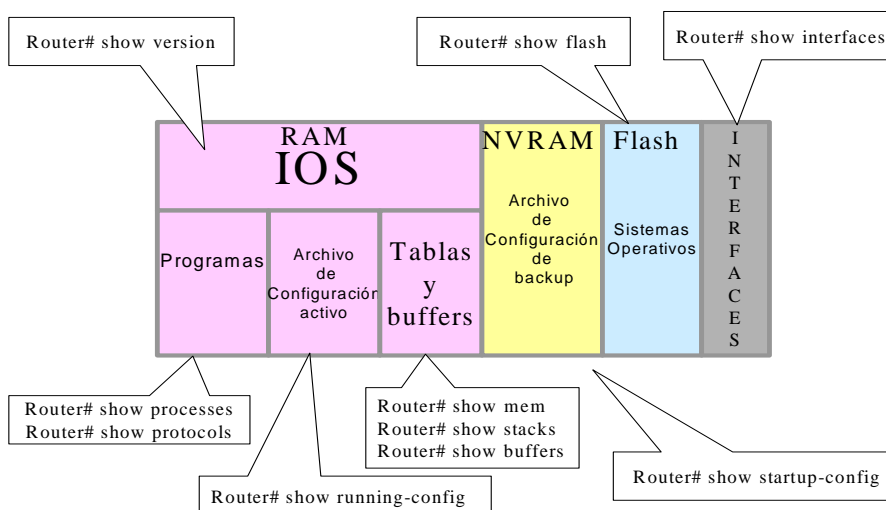 Router# show version
Router# show flash
Router# show interfaces
RAM
IOS
NVRAM
Flash
INTERFACES
Programas
Archivo
de
Configuración
activo
Tablas
y
buffers
Archivo
de
Configuración
de
backup
Sistemas
Operativos
Router# show processes
Router# show protocols
Router# show mem
Router# show stacks
Router# show buffers
Router# show running-config
Router# show startup-config